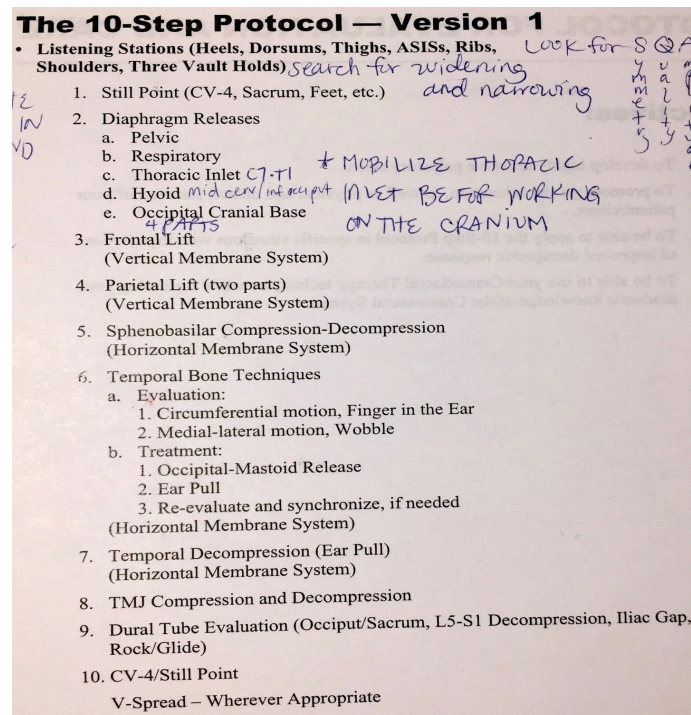 The 10-Step Protocol — Version 1
• Listening Stations (Heels, Dorsums, Thighs, ASISs, Ribs, Look for S Q A
Shoulders, Three Vault Holds) search for widening
and narrowing
symmetry
quality
IN
1. Still Point (CV-4, Sacrum, Feet, etc.)
2. Diaphragm Releases
a. Pelvic
b. Respiratory
c. Thoracic Inlet C7-T1
d. Hyoid mid cerv/inf occiput
e. Occipital Cranial Base
4 PARTS
* MOBILIZE THORACIC
INLET BEFOR WORKING
ON THE CRANIUM
3. Frontal Lift
(Vertical Membrane System)
4. Parietal Lift (two parts)
(Vertical Membrane System)
5. Sphenobasilar Compression-Decompression
(Horizontal Membrane System)
6. Temporal Bone Techniques
a. Evaluation:
1. Circumferential motion, Finger in the Ear
2. Medial-lateral motion, Wobble
b. Treatment:
1. Occipital-Mastoid Release
2. Ear Pull
3. Re-evaluate and synchronize, if needed
(Horizontal Membrane System)
7. Temporal Decompression (Ear Pull)
(Horizontal Membrane System)
8. TMJ Compression and Decompression
9. Dural Tube Evaluation (Occiput/Sacrum, L5-S1 Decompression, Iliac Gap,
Rock/Glide)
10. CV-4/Still Point
V-Spread – Wherever Appropriate